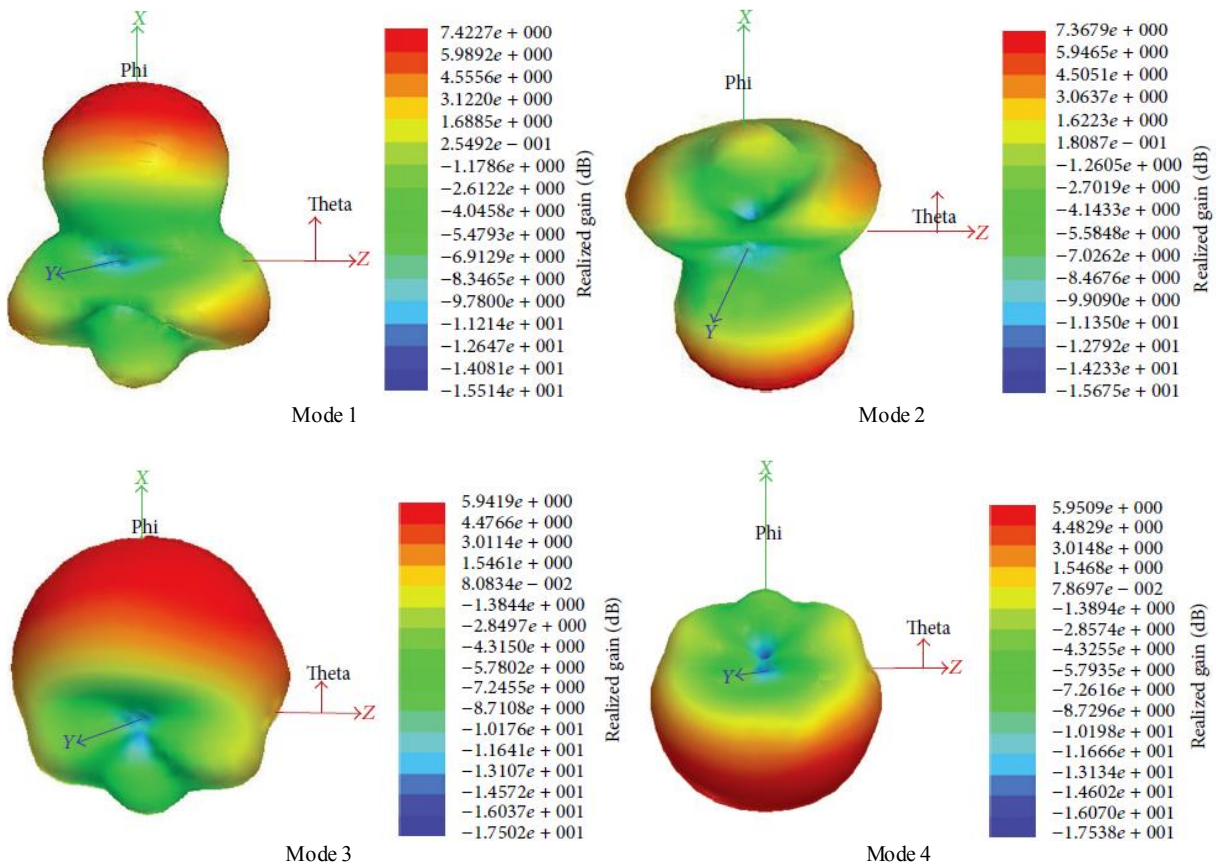 X
Phi
Theta
Z
Y
7.4227e + 000
5.9892e + 000
4.5556e + 000
3.1220e + 000
1.6885e + 000
2.5492e − 001
−1.1786e + 000
−2.6122e + 000
−4.0458e + 000
−5.4793e + 000
−6.9129e + 000
−8.3465e + 000
−9.7800e + 000
−1.1214e + 001
−1.2647e + 001
−1.4081e + 001
−1.5514e + 001
Realized gain (dB)
Mode 1
X
Phi
Theta
Z
Y
7.3679e + 000
5.9465e + 000
4.5051e + 000
3.0637e + 000
1.6223e + 000
1.8087e − 001
−1.2605e + 000
−2.7019e + 000
−4.1433e + 000
−5.5848e + 000
−7.0262e + 000
−8.4676e + 000
−9.9090e + 000
−1.1350e + 001
−1.2792e + 001
−1.4233e + 001
−1.5675e + 001
Realized gain (dB)
Mode 2
X
Phi
Theta
Z
Y
5.9419e + 000
4.4766e + 000
3.0114e + 000
1.5461e + 000
8.0834e − 002
−1.3844e + 000
−2.8497e + 000
−4.3150e + 000
−5.7802e + 000
−7.2455e + 000
−8.7108e + 000
−1.0176e + 001
−1.1641e + 001
−1.3107e + 001
−1.4572e + 001
−1.6037e + 001
−1.7502e + 001
Realized gain (dB)
Mode 3
X
Phi
Theta
Z
Y
5.9509e + 000
4.4829e + 000
3.0148e + 000
1.5468e + 000
7.8697e − 002
−1.3894e + 000
−2.8574e + 000
−4.3255e + 000
−5.7935e + 000
−7.2616e + 000
−8.7296e + 000
−1.0198e + 001
−1.1666e + 001
−1.3134e + 001
−1.4602e + 001
−1.6070e + 001
−1.7538e + 001
Realized gain (dB)
Mode 4